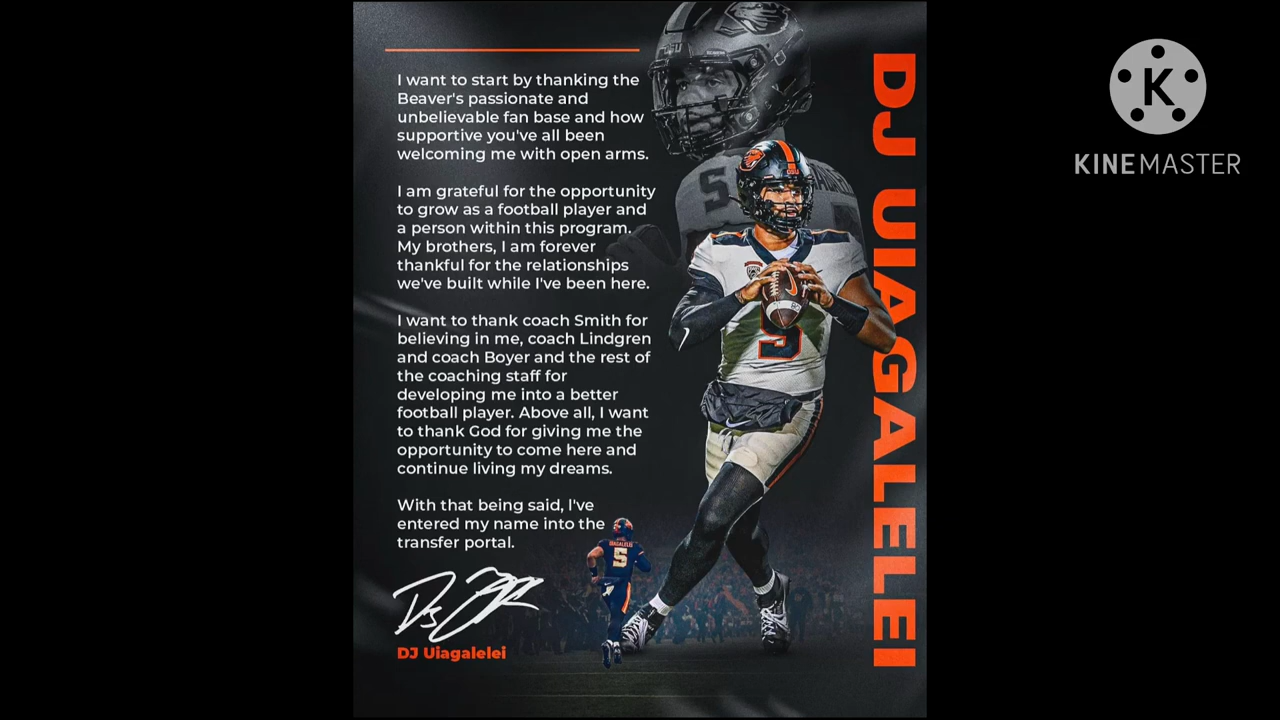 I want to start by thanking the
Beaver's passionate and
unbelievable fan base and how
supportive you've all been
welcoming me with open arms.
I am grateful for the opportunity
to grow as a football player and
a person within this program.
My brothers, I am forever
thankful for the relationships
we've built while I've been here.
I want to thank coach Smith for
believing in me, coach Lindgren
and coach Boyer and the rest of
the coaching staff for
developing me into a better
football player. Above all, I want
to thank God for giving me the
opportunity to come here and
continue living my dreams.
With that being said, I've
entered my name into the
transfer portal.
DJ Uiagalelei
DJ UIAGALELEI
K
KINEMASTER
5
5
UIAGALELEI
5
OSU
OSU